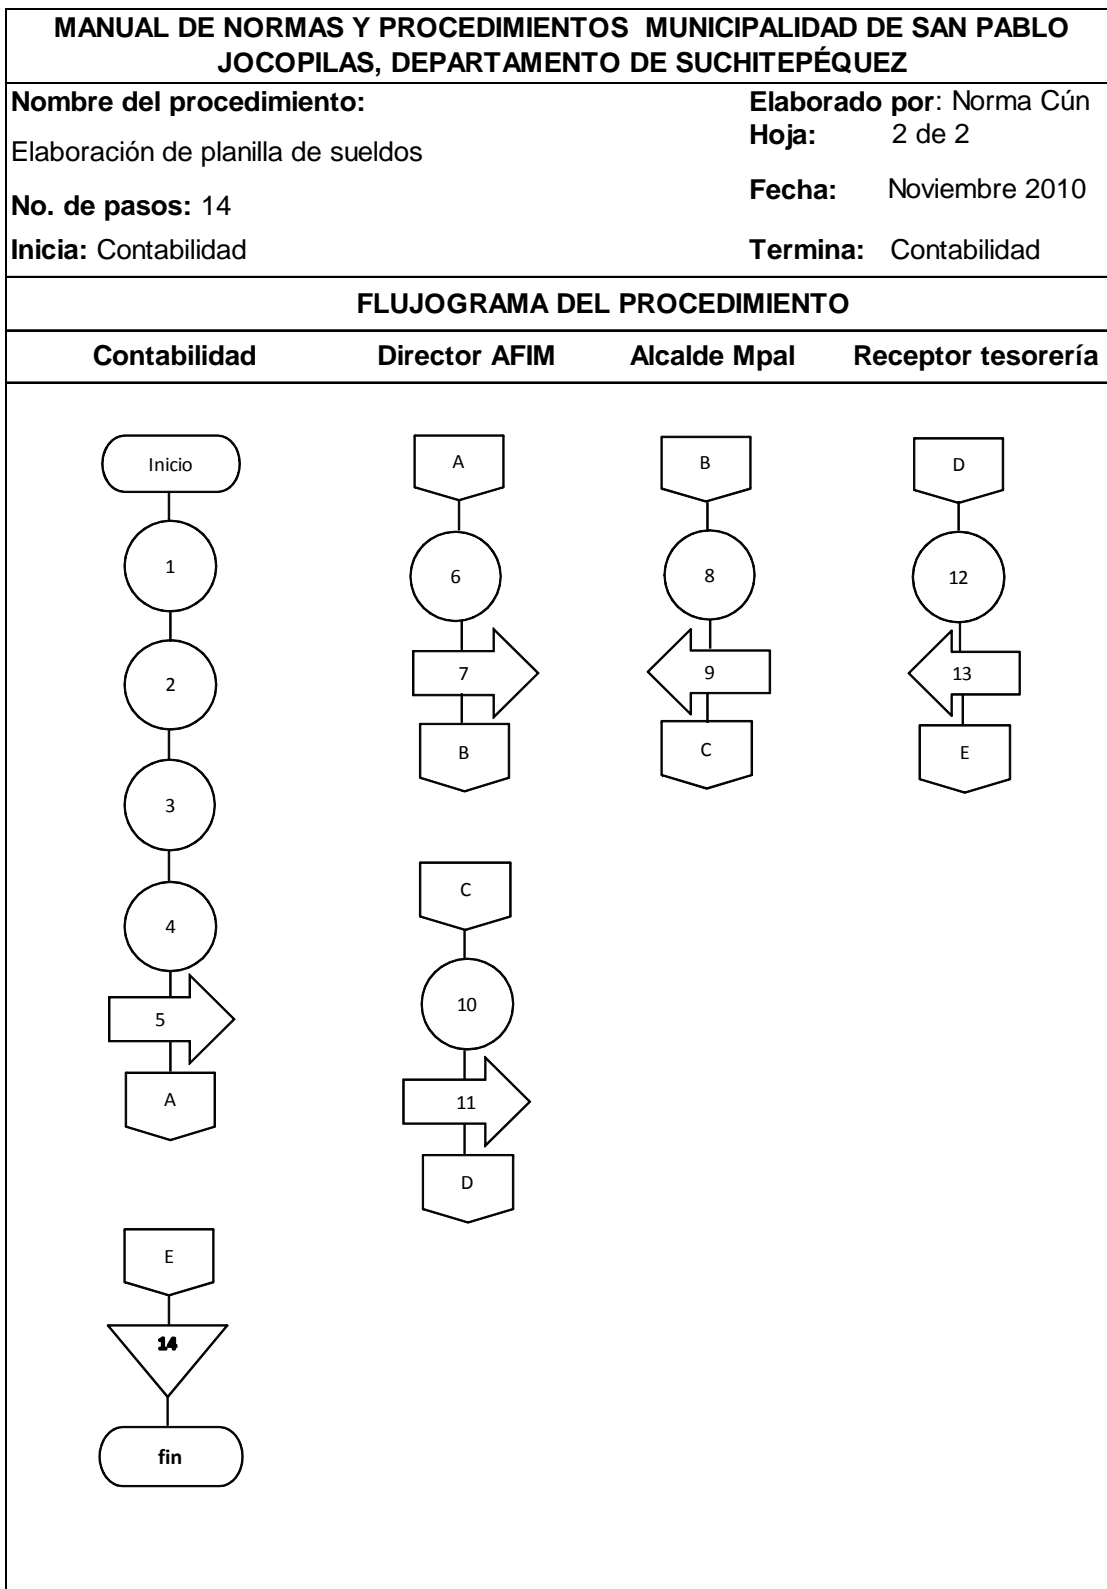 MANUAL DE NORMAS Y PROCEDIMIENTOS MUNICIPALIDAD DE SAN PABLO
JOCOPILAS, DEPARTAMENTO DE SUCHITEPÉQUEZ
Nombre del procedimiento:
Elaboración de planilla de sueldos
No. de pasos: 14
Inicia: Contabilidad
Elaborado por: Norma Cún
Hoja: 2 de 2
Fecha: Noviembre 2010
Termina: Contabilidad
FLUJOGRAMA DEL PROCEDIMIENTO
Contabilidad Director AFIM Alcalde Mpal Receptor tesorería
Inicio
1
2
3
4
5
A
E
14
fin
A
6
7
B
C
10
11
D
B
8
9
C
D
12
13
E